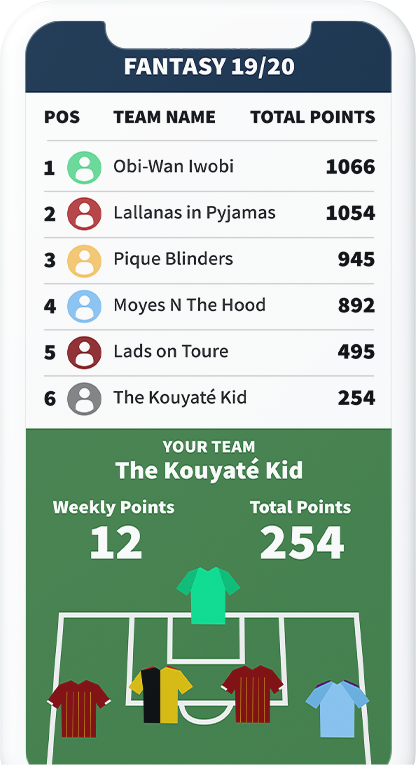 FANTASY 19/20
POS TEAM NAME TOTAL POINTS
1 Obi-Wan Iwobi 1066
2 Lallanas in Pyjamas 1054
3 Pique Blinders 945
4 Moyes N The Hood 892
5 Lads on Toure 495
6 The Kouyaté Kid 254
YOUR TEAM
The Kouyaté Kid
Weekly Points Total Points
12 254